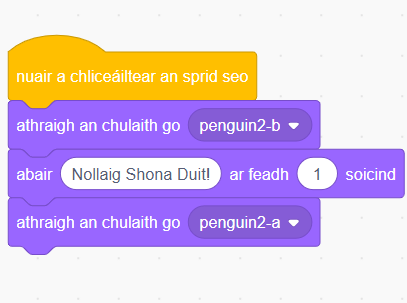 nuair a chliceáiltear an sprid seo
athraigh an chulaith go penguin2-b
abair Nollaig Shona Duit! ar feadh 1 soicind
athraigh an chulaith go penguin2-a